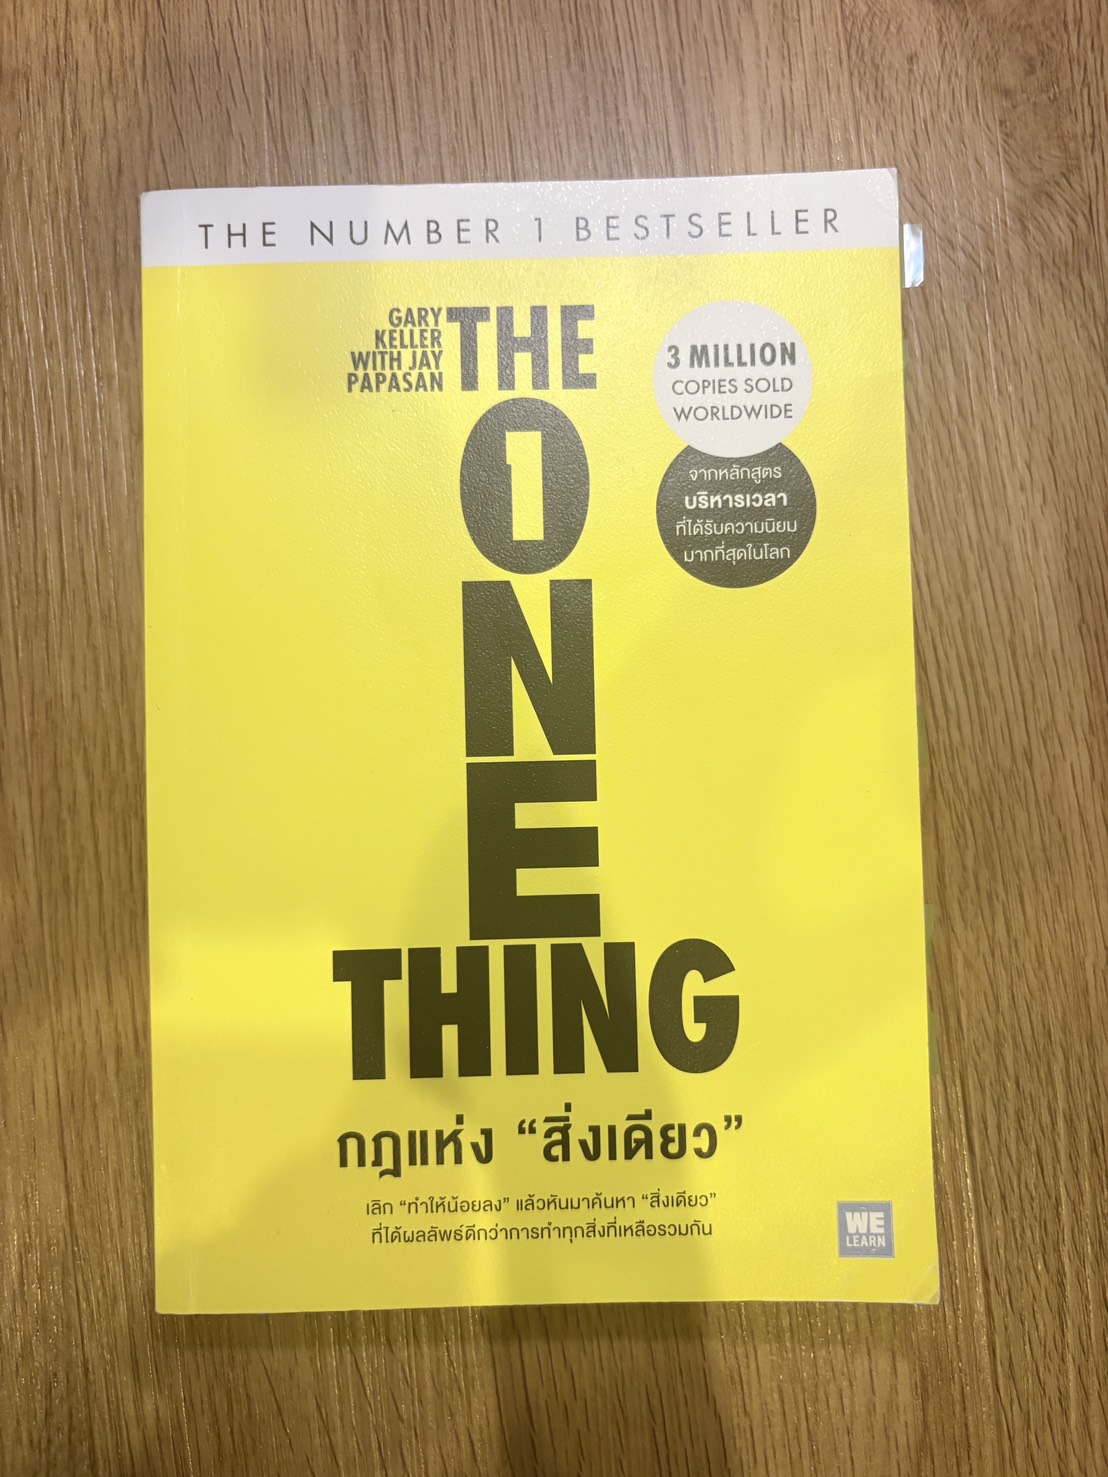 THE NUMBER 1 BESTSELLER
GARY
KELLER
WITH JAY
PAPASAN
THE
ONE
1
THING
3 MILLION
COPIES SOLD
WORLDWIDE
จากหลักสูตร
บริหารเวลา
ที่ได้รับความนิยม
มากที่สุดในโลก
กฎแห่ง “สิ่งเดียว”
เลิก “ทำให้น้อยลง” แล้วหันมาค้นหา “สิ่งเดียว”
ที่ได้ผลลัพธ์ดีกว่าการทำทุกสิ่งที่เหลือรวมกัน
WE
LEARN